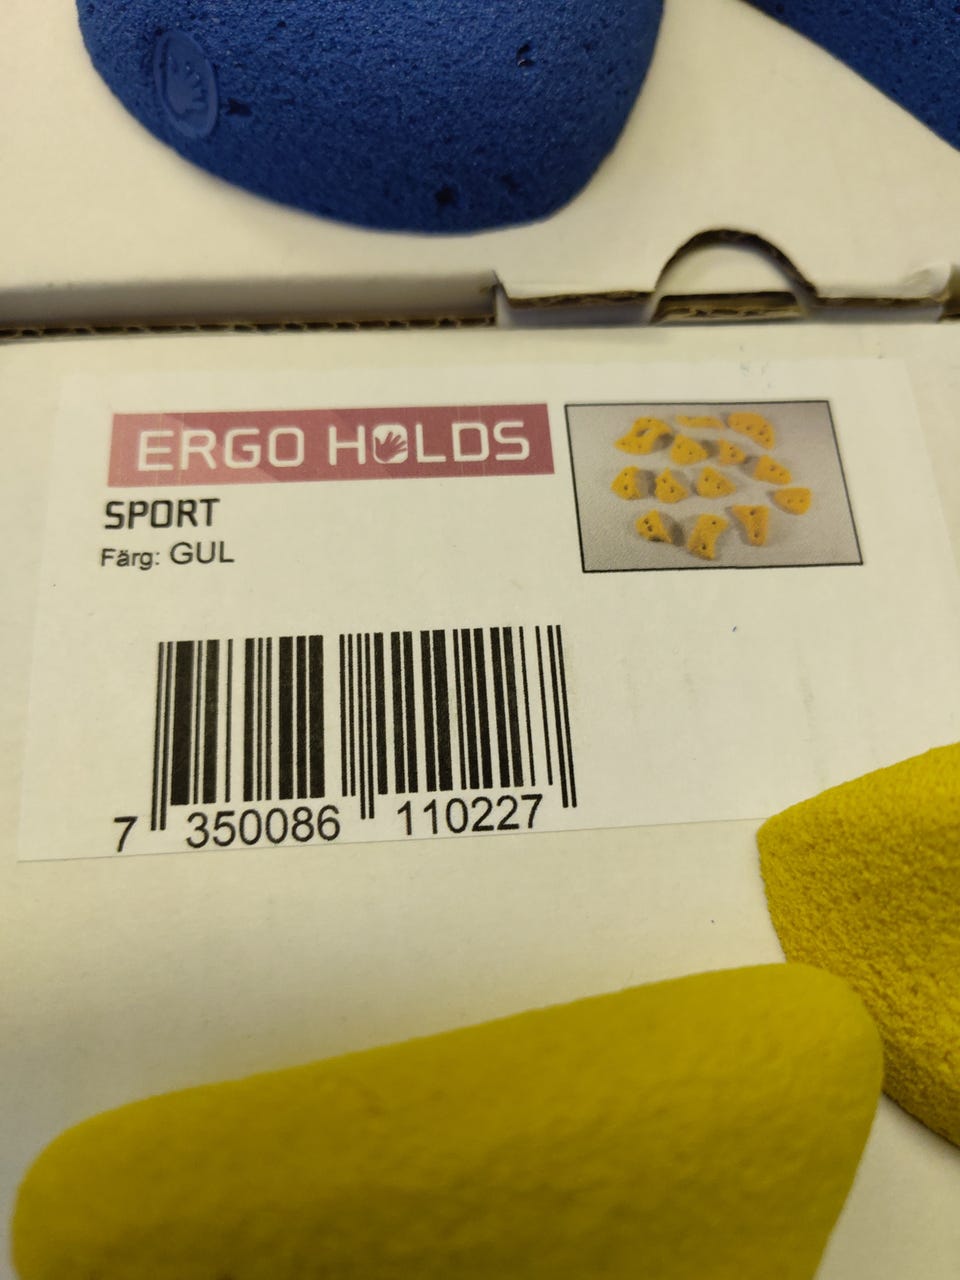 ERGO HOLDS
SPORT
Färg: GUL
7 350086 110227